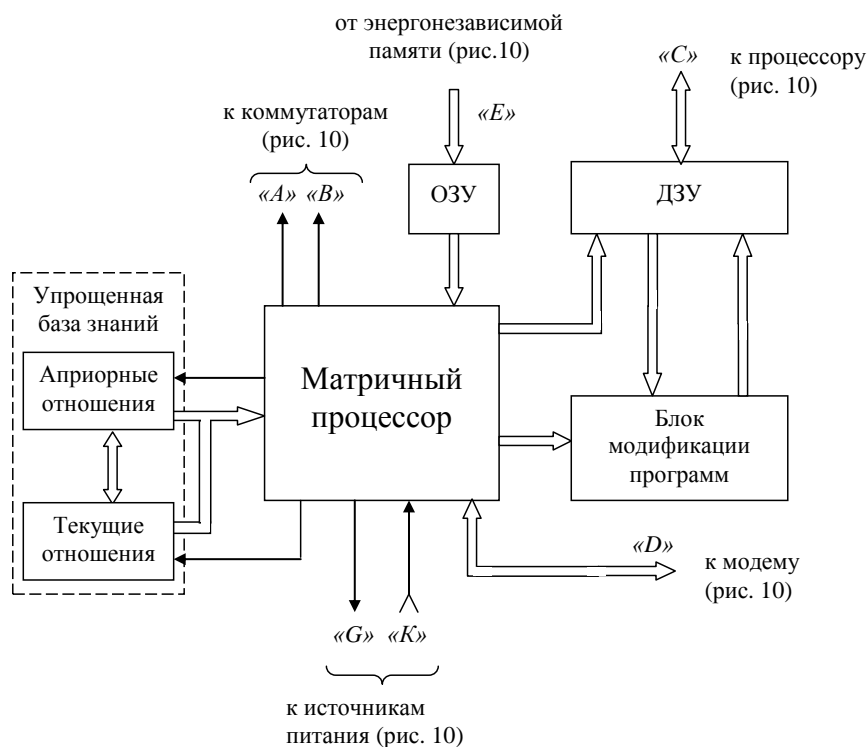 от энергонезависимой
памяти (рис.10)
«C»
к процессору
(рис. 10)
к коммутаторам
(рис. 10)
«E»
«A» «B»
ОЗУ
ДЗУ
Упрощенная
база знаний
Априорные
отношения
Матричный
процессор
Блок
модификации
программ
Текущие
отношения
«D»
к модему
(рис. 10)
«G» «K»
к источникам
питания (рис. 10)